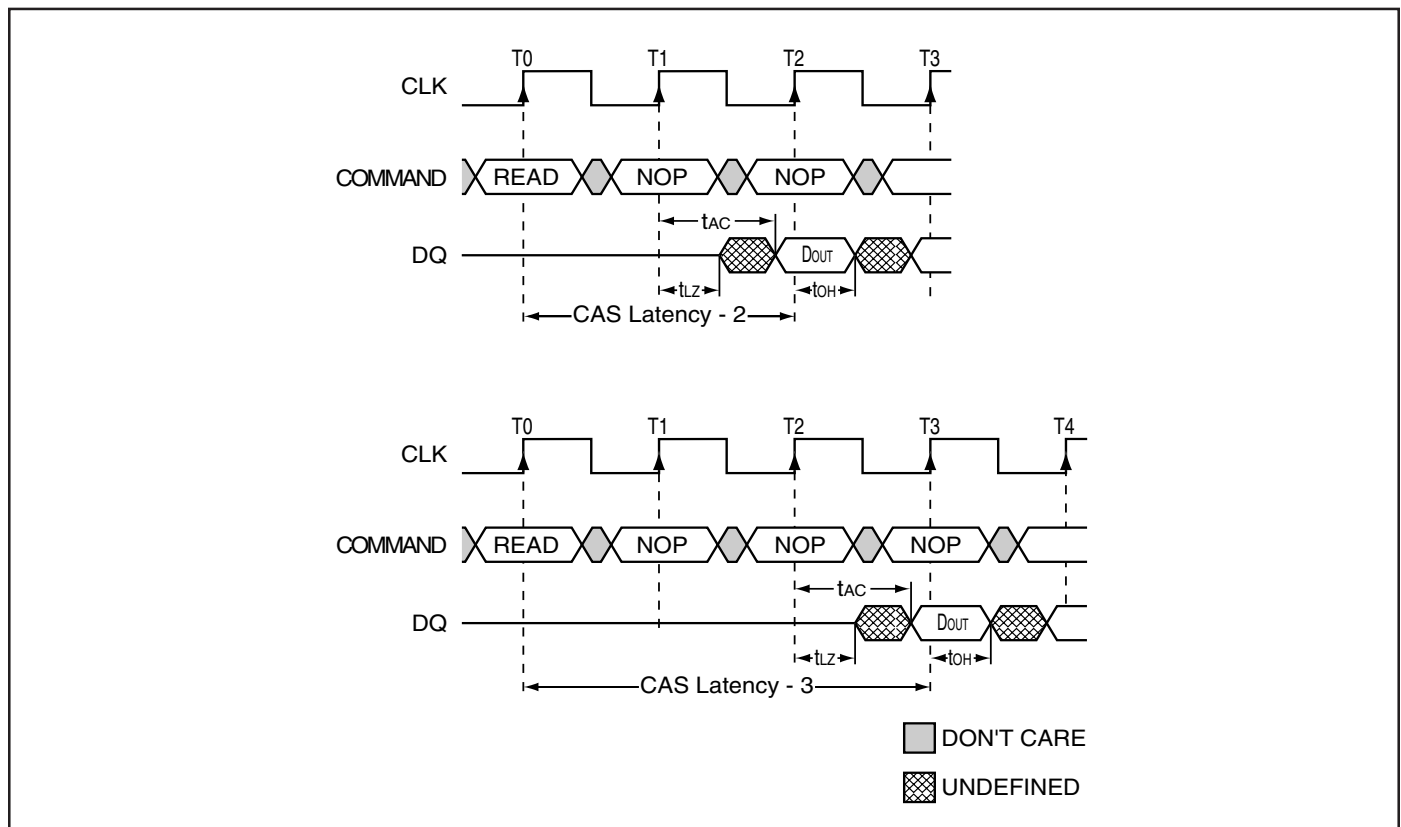 T0 T1 T2 T3
CLK
COMMAND READ NOP NOP
tAC
DQ DOUT
tLZ tOH
CAS Latency - 2
T0 T1 T2 T3 T4
CLK
COMMAND READ NOP NOP NOP
tAC
DQ DOUT
tLZ tOH
CAS Latency - 3
DON'T CARE
UNDEFINED